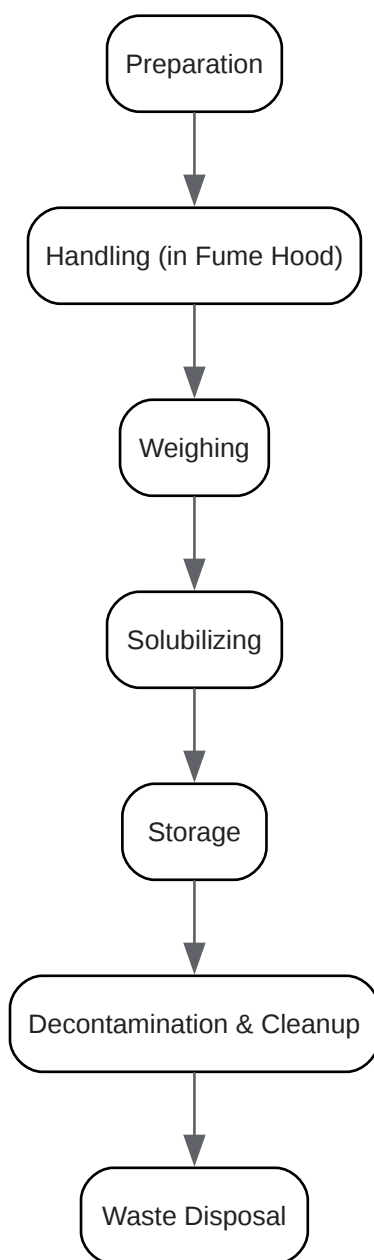 Preparation
Handling (in Fume Hood)
Weighing
Solubilizing
Storage
Decontamination & Cleanup
Waste Disposal